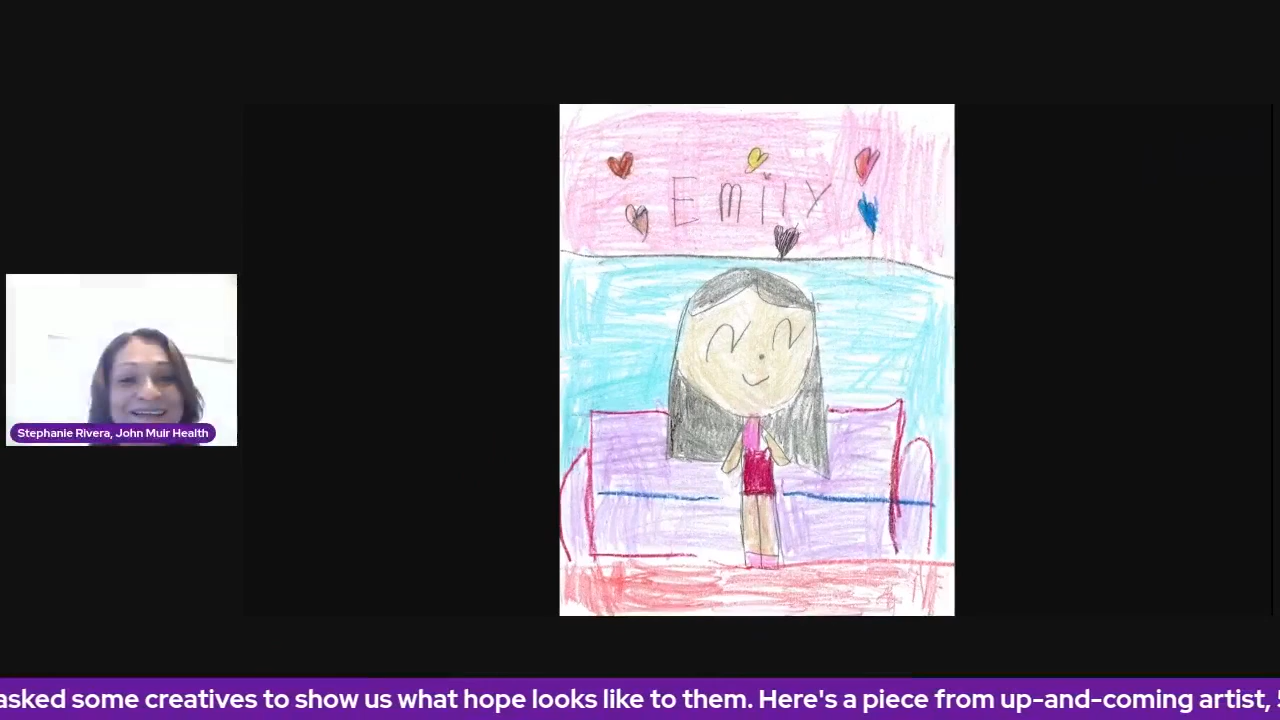 Emily
Stephanie Rivera, John Muir Health
asked some creatives to show us what hope looks like to them. Here's a piece from up-and-coming artist,